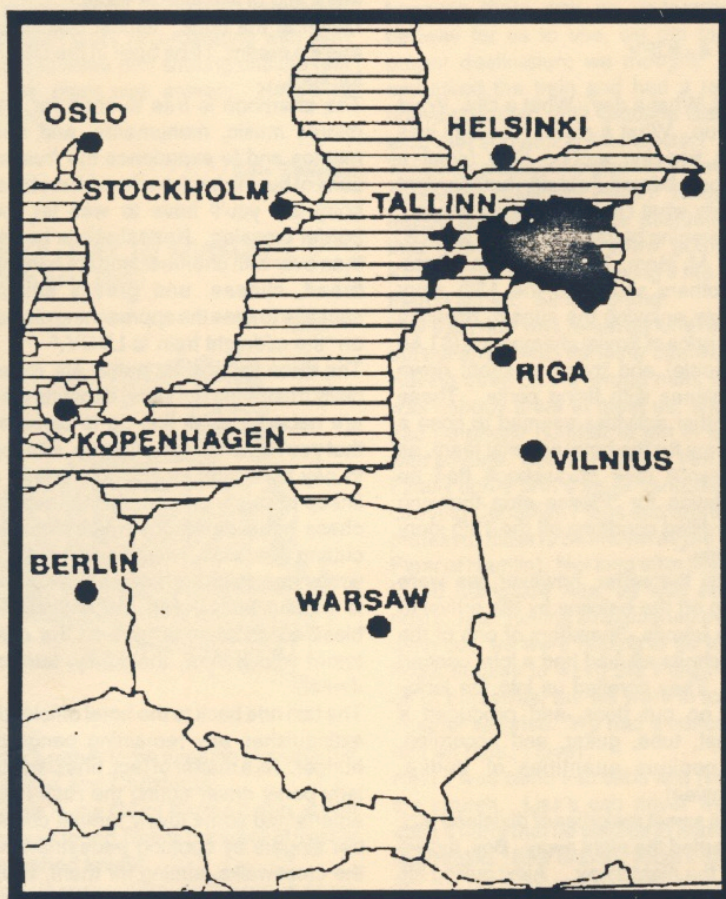 OSLO
HELSINKI
STOCKHOLM
TALLINN
RIGA
KOPENHAGEN
VILNIUS
BERLIN
WARSAW